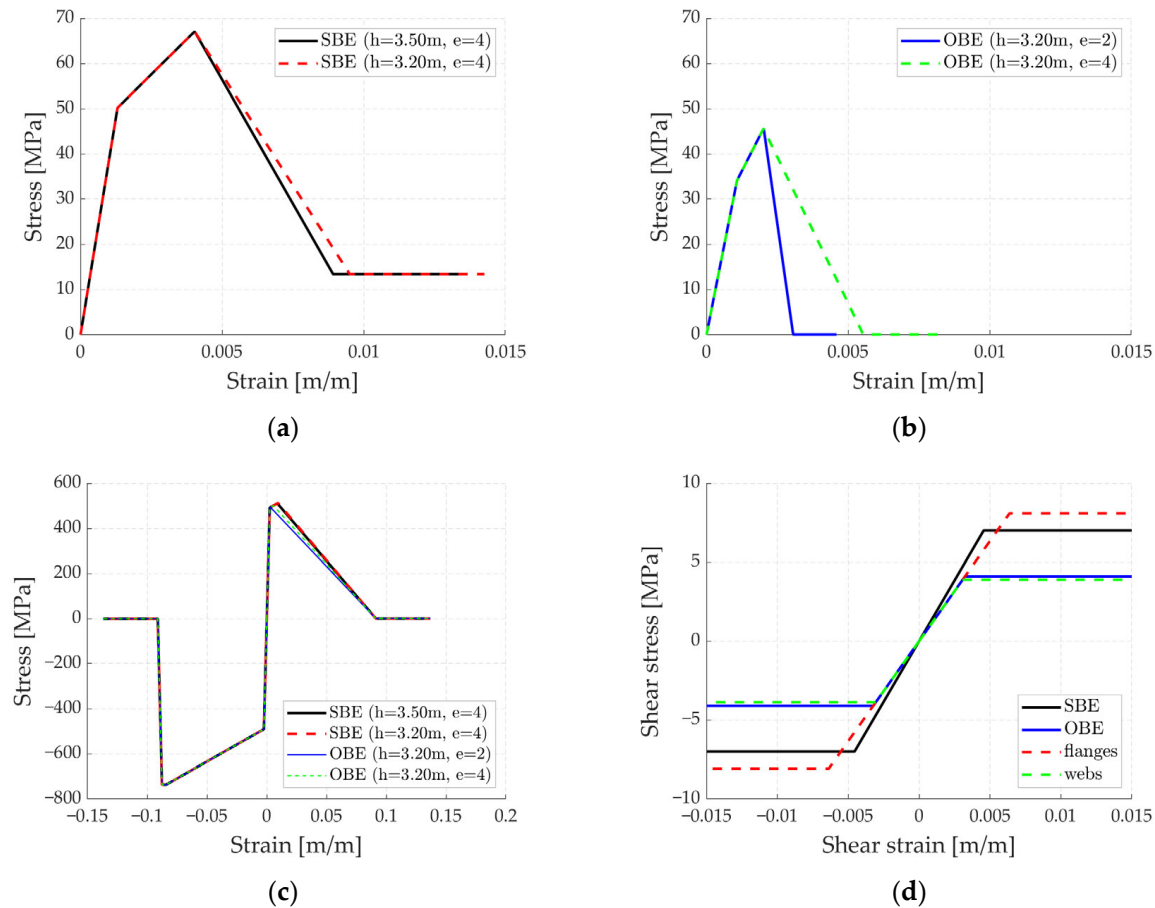 70
60
50
40
30
20
10
0
Stress [MPa]
SBE (h=3.50m, e=4)
SBE (h=3.20m, e=4)
0 0.005 0.01 0.015
Strain [m/m]
(a)
70
60
50
40
30
20
10
0
Stress [MPa]
OBE (h=3.20m, e=2)
OBE (h=3.20m, e=4)
0 0.005 0.01 0.015
Strain [m/m]
(b)
600
400
200
0
−200
−400
−600
−800
Stress [MPa]
SBE (h=3.50m, e=4)
SBE (h=3.20m, e=4)
OBE (h=3.20m, e=2)
OBE (h=3.20m, e=4)
−0.15 −0.1 −0.05 0 0.05 0.1 0.15 0.2
Strain [m/m]
(c)
10
5
0
−5
−10
Shear stress [MPa]
SBE
OBE
flanges
webs
−0.015 −0.01 −0.005 0 0.005 0.01 0.015
Shear strain [m/m]
(d)